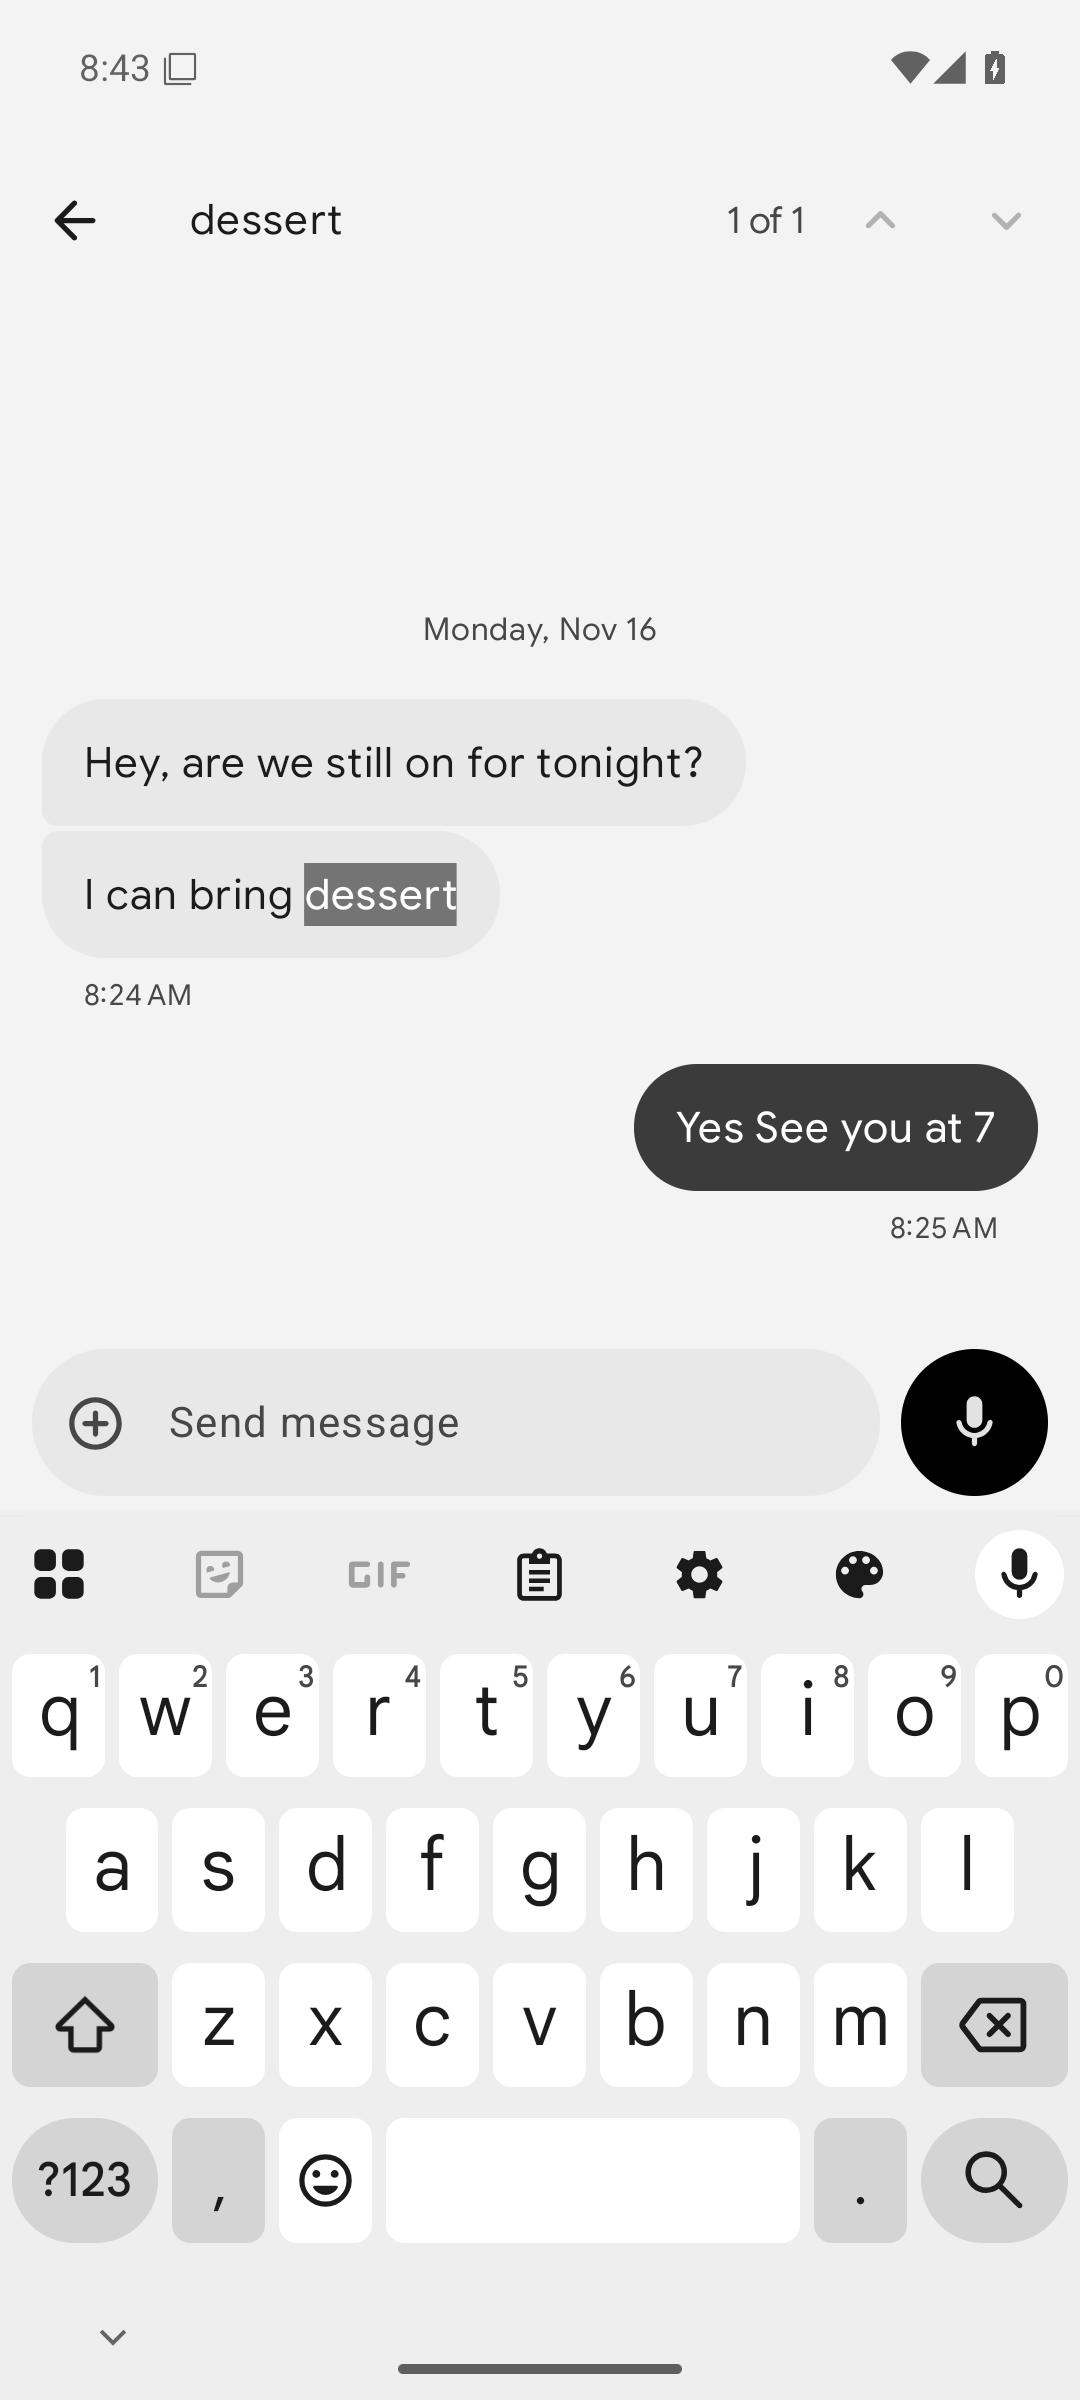 8:43
dessert
1 of 1
Monday, Nov 16
Hey, are we still on for tonight?
I can bring dessert
8:24 AM
Yes See you at 7
8:25 AM
Send message
GIF
q1 w2 e3 r4 t5 y6 u7 i8 o9 p0
a s d f g h j k l
z x c v b n m
?123 , .